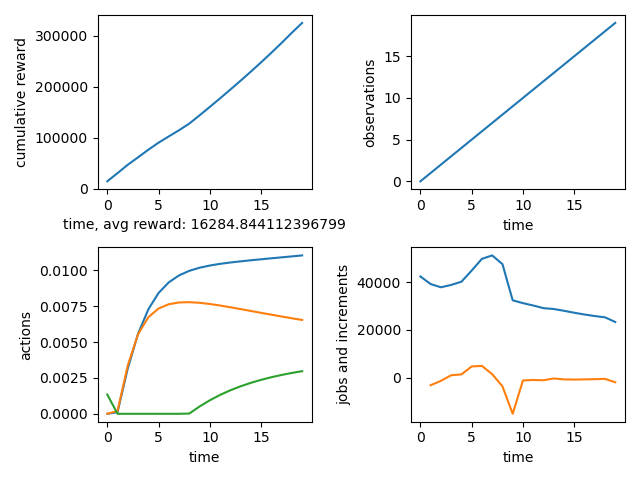 300000
200000
100000
0
cumulative reward
0 5 10 15
time, avg reward: 16284.844112396799
15
10
5
0
observations
0 5 10 15
time
0.0100
0.0075
0.0050
0.0025
0.0000
actions
0 5 10 15
time
40000
20000
0
jobs and increments
0 5 10 15
time